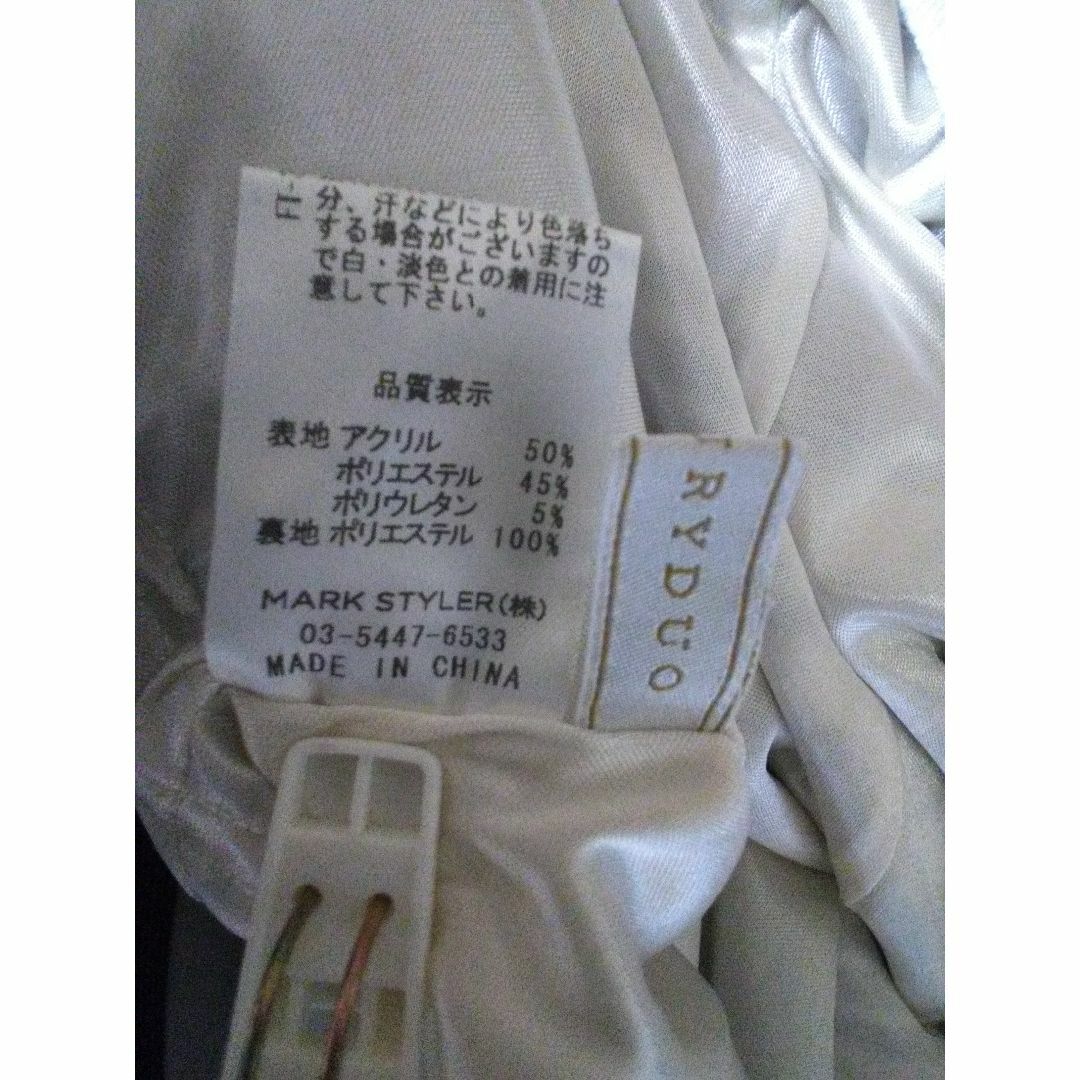 分、汗などにより色落ち
する場合がございますの
で白・淡色との着用に注
意して下さい。
品質表示
表地 アクリル 50%
ポリエステル 45%
ポリウレタン 5%
裏地 ポリエステル 100%
MARK STYLER(株)
03-5447-6533
MADE IN CHINA
RYDUO